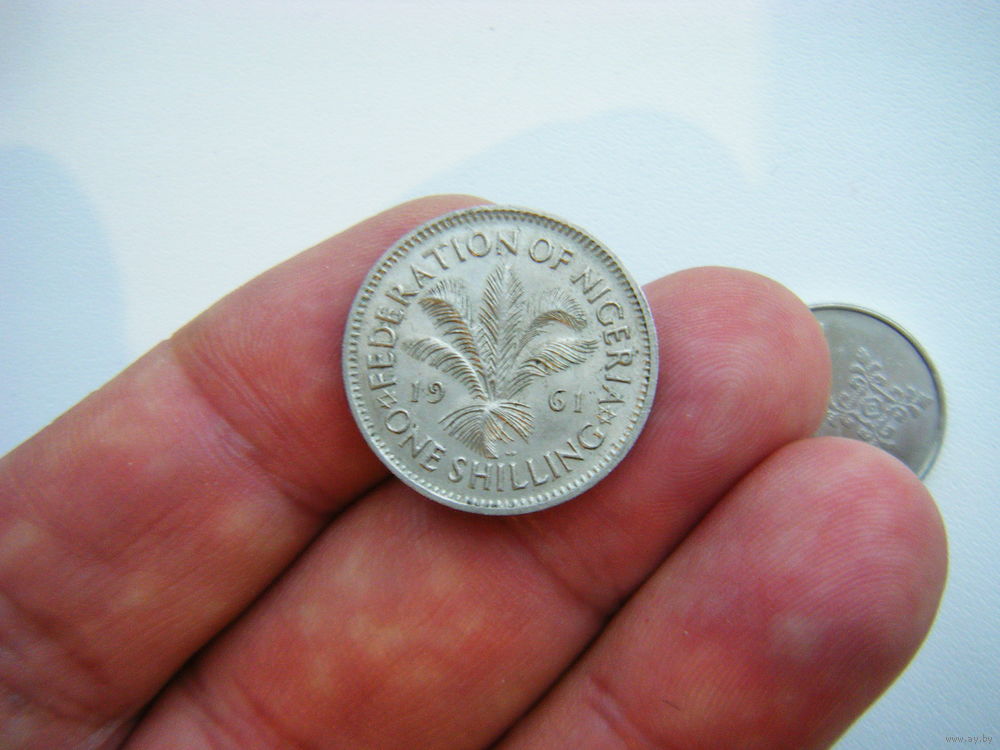 FEDERATION OF NIGERIA
19 61
ONE SHILLING
www.ay.by